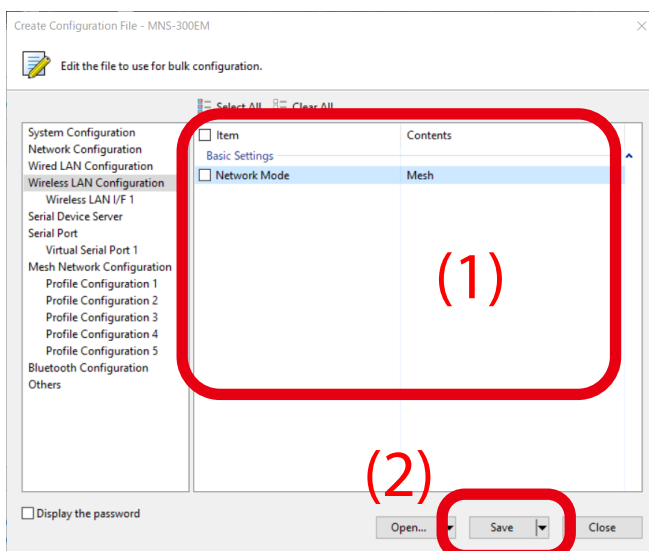 Create Configuration File - MNS-300EM
Edit the file to use for bulk configuration.
Select All Clear All
System Configuration
Network Configuration
Wired LAN Configuration
Wireless LAN Configuration
Wireless LAN I/F 1
Serial Device Server
Serial Port
Virtual Serial Port 1
Mesh Network Configuration
Profile Configuration 1
Profile Configuration 2
Profile Configuration 3
Profile Configuration 4
Profile Configuration 5
Bluetooth Configuration
Others
Item Contents
Basic Settings
Network Mode Mesh
(1)
(2)
Display the password
Open... Save Close